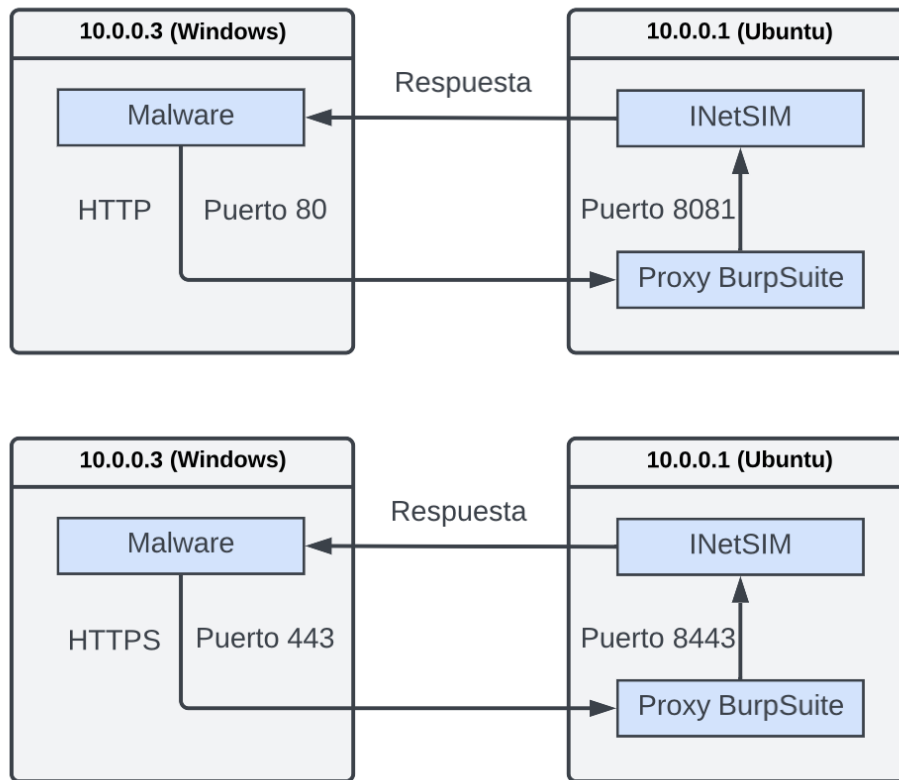 10.0.0.3 (Windows)
10.0.0.1 (Ubuntu)
Respuesta
Malware
INetSIM
HTTP
Puerto 80
Puerto 8081
Proxy BurpSuite
10.0.0.3 (Windows)
10.0.0.1 (Ubuntu)
Respuesta
Malware
INetSIM
HTTPS
Puerto 443
Puerto 8443
Proxy BurpSuite